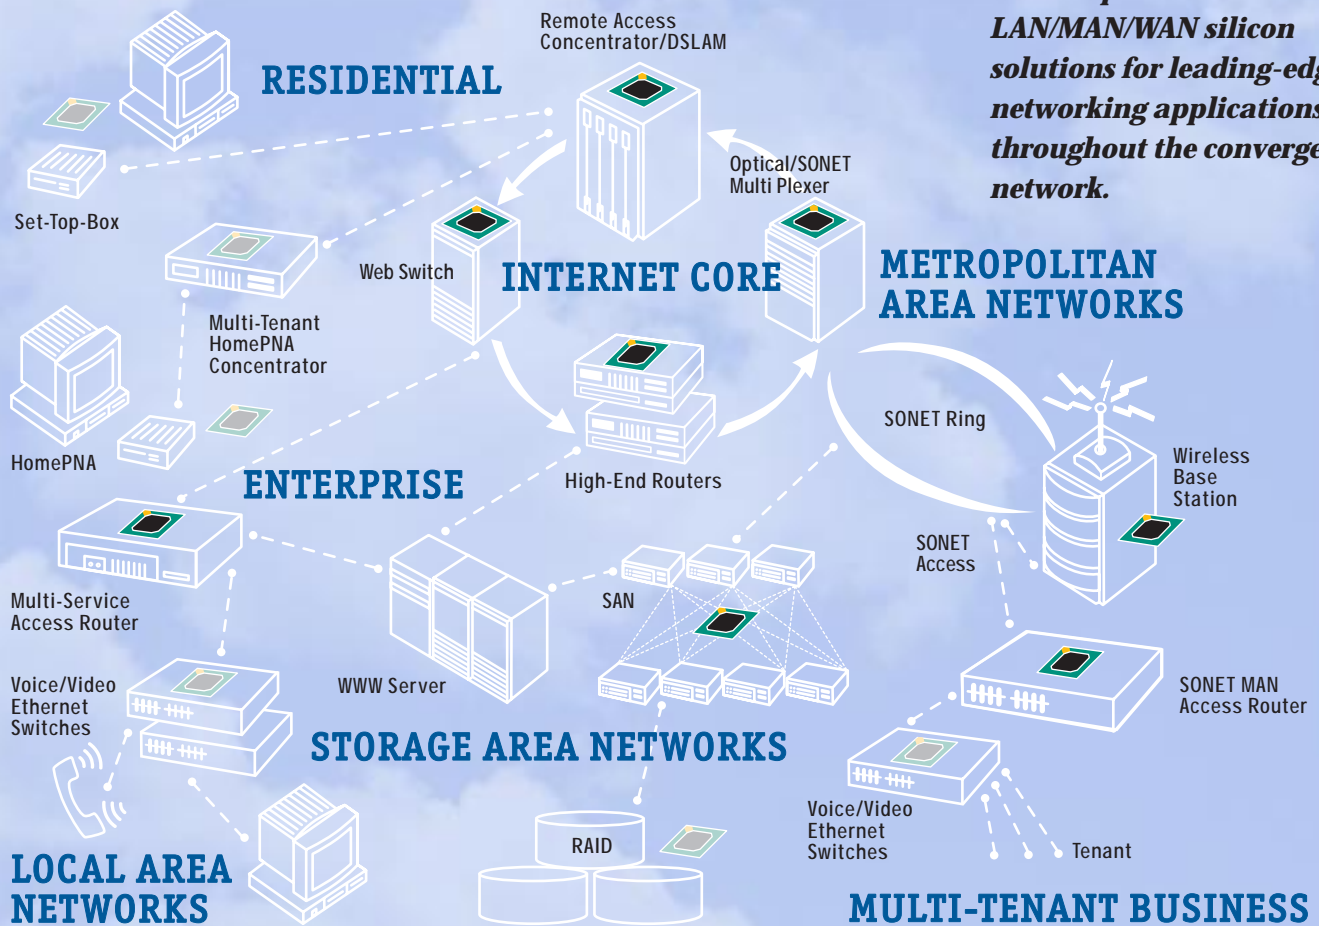 LAN/MAN/WAN silicon
solutions for leading-edg
networking applications
throughout the converge
network.
Remote Access
Concentrator/DSLAM
RESIDENTIAL
Optical/SONET
Multi Plexer
Set-Top-Box
Web Switch
INTERNET CORE
METROPOLITAN
AREA NETWORKS
Multi-Tenant
HomePNA
Concentrator
SONET Ring
HomePNA
ENTERPRISE
High-End Routers
Wireless
Base
Station
SONET
Access
Multi-Service
Access Router
SAN
WWW Server
Voice/Video
Ethernet
Switches
SONET MAN
Access Router
STORAGE AREA NETWORKS
Voice/Video
Ethernet
Switches
RAID
Tenant
LOCAL AREA
NETWORKS
MULTI-TENANT BUSINESS